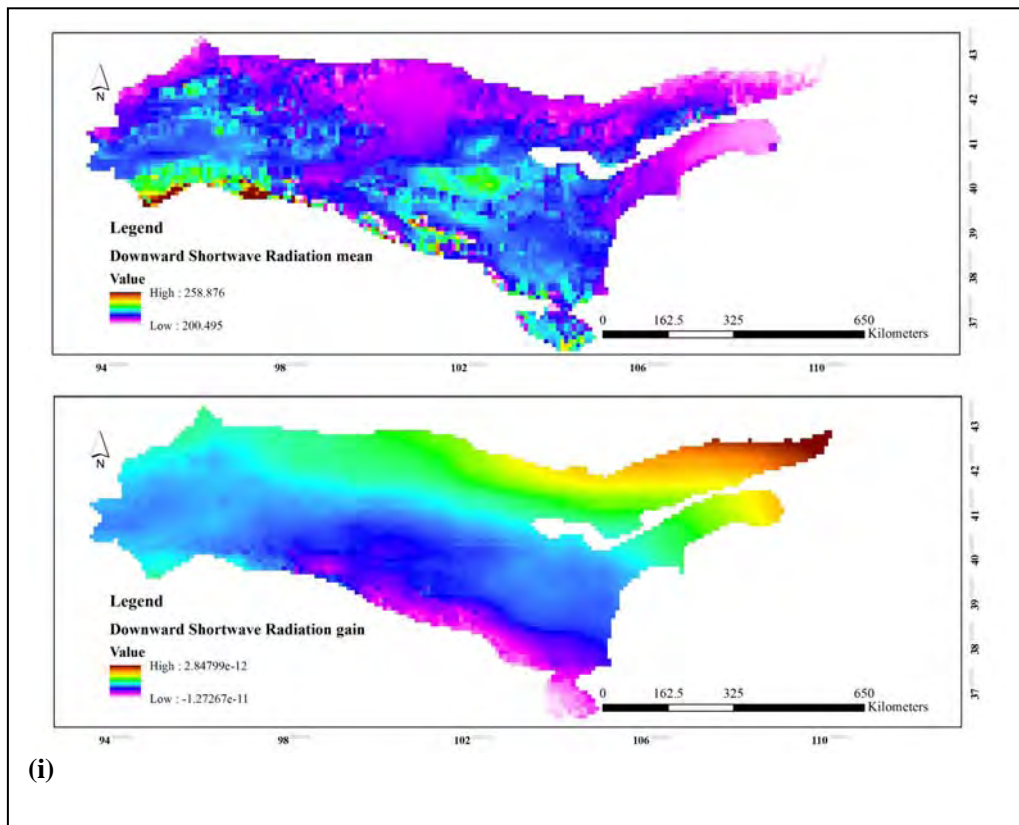 N
Legend
Downward Shortwave Radiation mean
Value
High : 258.876
Low : 200.495
0 162.5 325 650
Kilometers
43
42
41
40
39
38
37
94 98 102 106 110
N
Legend
Downward Shortwave Radiation gain
Value
High : 2.84799e-12
Low : -1.27267e-11
0 162.5 325 650
Kilometers
43
42
41
40
39
38
37
94 98 102 106 110
(i)